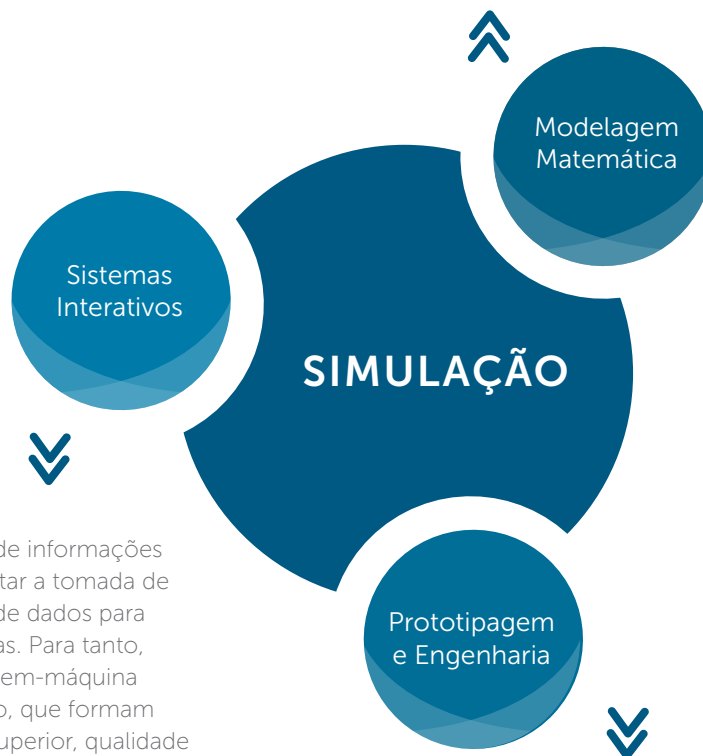 Modelagem
Matemática
Sistemas
Interativos
SIMULAÇÃO
de informações
tar a tomada de
de dados para
as. Para tanto,
em-máquina
o, que formam
uperior, qualidade
Prototipagem
e Engenharia